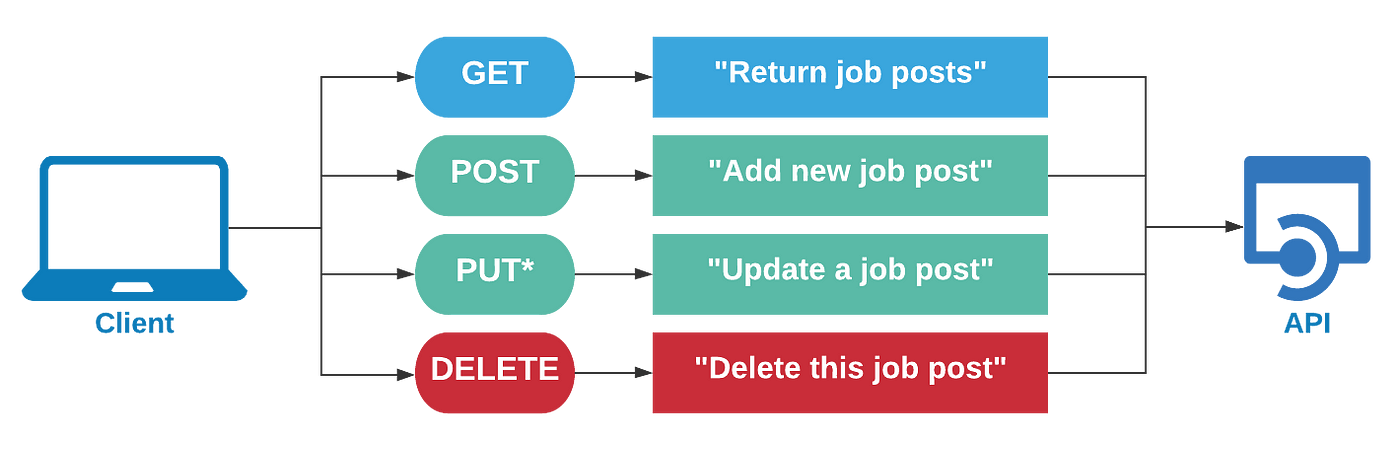 GET
"Return job posts"
POST
"Add new job post"
PUT*
"Update a job post"
DELETE
"Delete this job post"
Client
API